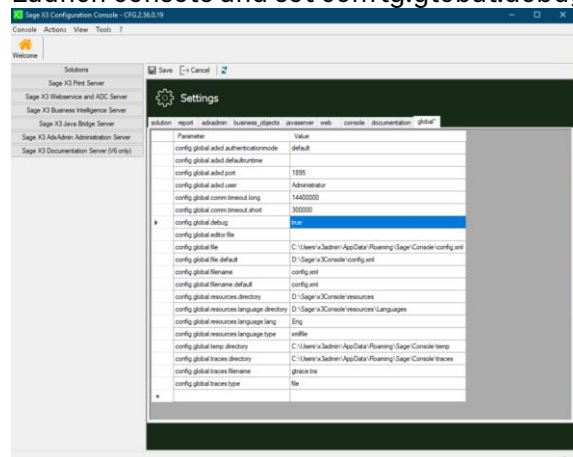 Launch console and set config.global.debug
Sage X3 Configuration Console - CFG2.56.0.19
Console Actions View Tools ?
Welcome
Solutions
Sage X3 Print Server
Sage X3 Webservice and ADC Server
Sage X3 Business Intelligence Server
Sage X3 Java Bridge Server
Sage X3 AdxAdmin Administration Server
Sage X3 Documentation Server (V6 only)
Save Cancel
Settings
solution report adxadmin business_objects javaserver web console documentation global*
Parameter Value
config.global.adxd.authenticationmode default
config.global.adxd.defaultruntime
config.global.adxd.port 1895
config.global.adxd.user Administrator
config.global.comm.timeout.long 14400000
config.global.comm.timeout.short 300000
config.global.debug true
config.global.editor.file
config.global.file C:\Users\x3admin\AppData\Roaming\Sage\Console\config.xml
config.global.file.default D:\Sage\x3Console\config.xml
config.global.filename config.xml
config.global.filename.default config.xml
config.global.resources.directory D:\Sage\x3Console\resources
config.global.resources.language.directory D:\Sage\x3Console\resources\Languages
config.global.resources.language.lang Eng
config.global.resources.language.type xmlfile
config.global.temp.directory C:\Users\x3admin\AppData\Roaming\Sage\Console\temp
config.global.traces.directory C:\Users\x3admin\AppData\Roaming\Sage\Console\traces
config.global.traces.filename gtrace.tra
config.global.traces.type file